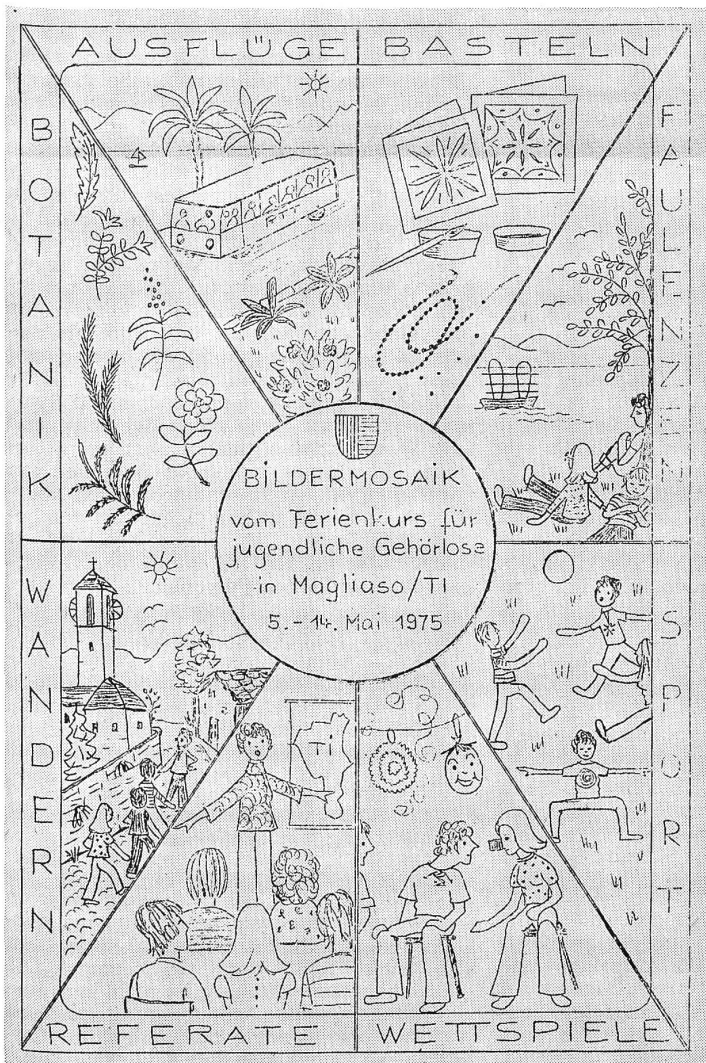 AUSFLÜGE
BASTELN
BOTANIK
FAULENZEN
PTT
BILDERMOSAIK
vom Ferienkurs für
jugendliche Gehörlose
in Magliaso/TI
5.-14. Mai 1975
WANDERN
SPORT
TI
REFERATE
WETTSPIELE